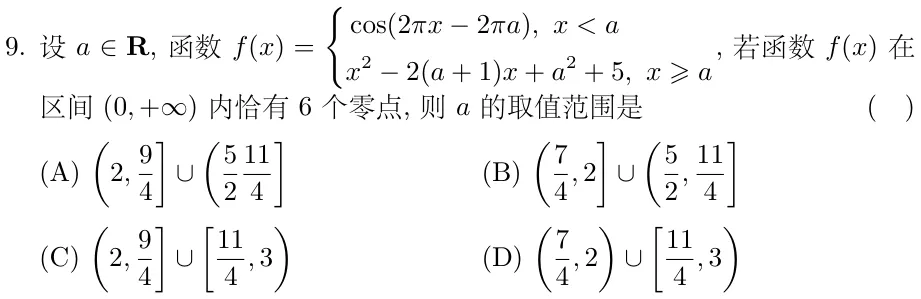 9. 设 a ∈ R, 函数 f(x) = { cos(2πx − 2πa), x < a
x² − 2(a + 1)x + a² + 5, x ⩾ a , 若函数 f(x) 在
区间 (0, +∞) 内恰有 6 个零点, 则 a 的取值范围是 ( )
(A) (2, 9/4] ∪ (5/2 11/4] (B) (7/4, 2] ∪ (5/2, 11/4]
(C) (2, 9/4] ∪ [11/4, 3) (D) (7/4, 2) ∪ [11/4, 3)